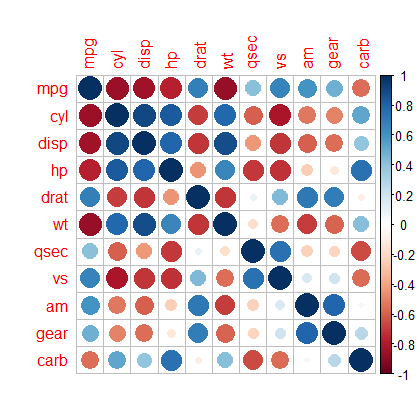 mpg cyl disp hp drat wt qsec vs am gear carb
mpg
cyl
disp
hp
drat
wt
qsec
vs
am
gear
carb
1
0.8
0.6
0.4
0.2
0
-0.2
-0.4
-0.6
-0.8
-1